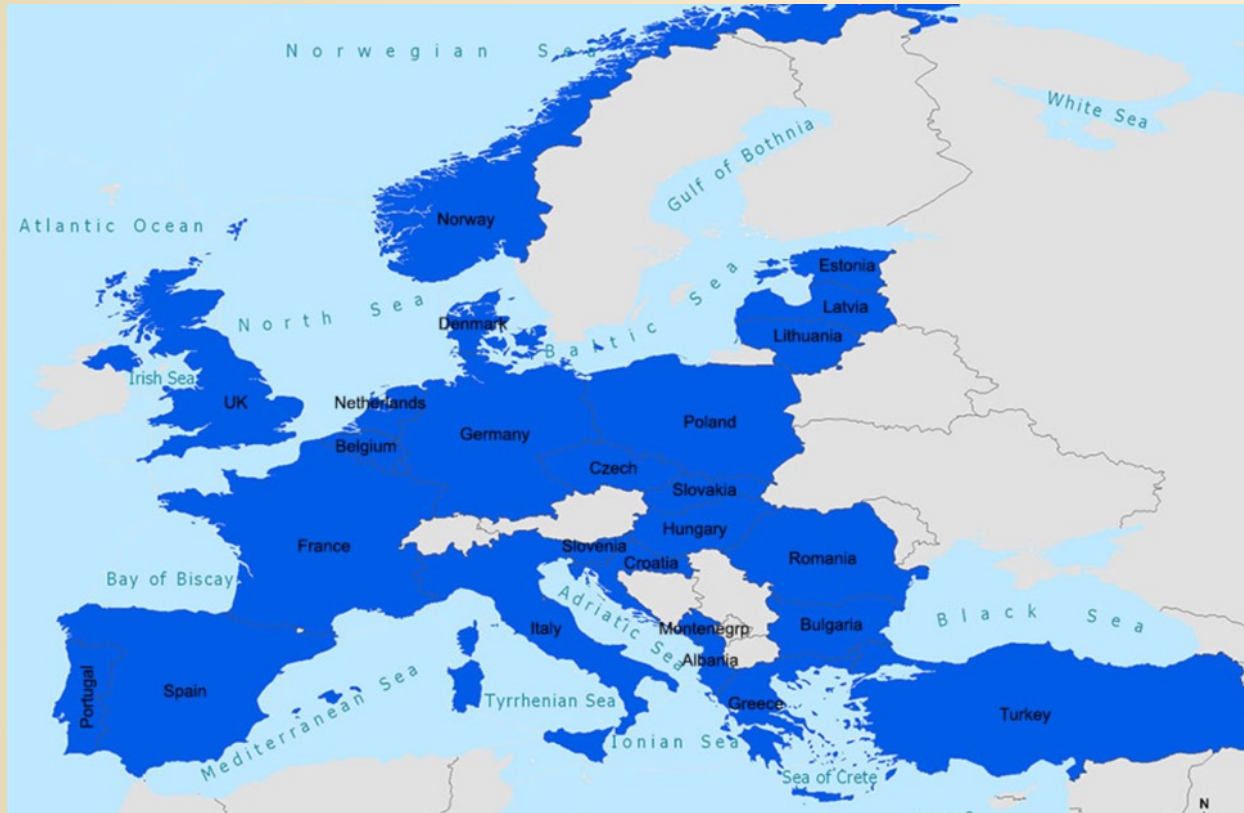 Norwegian Sea
White Sea
Gulf of Bothnia
Atlantic Ocean
Norway
Estonia
North Sea
Latvia
Denmark
Baltic Sea
Lithuania
Irish Sea
UK
Netherlands
Belgium
Germany
Poland
Czech
Slovakia
Hungary
France
Slovenia
Croatia
Romania
Bay of Biscay
Adriatic Sea
Black Sea
Italy
Montenegrp
Bulgaria
Albania
Portugal
Spain
Mediterranean Sea
Tyrrhenian Sea
Greece
Turkey
Ionian Sea
Sea of Crete
N